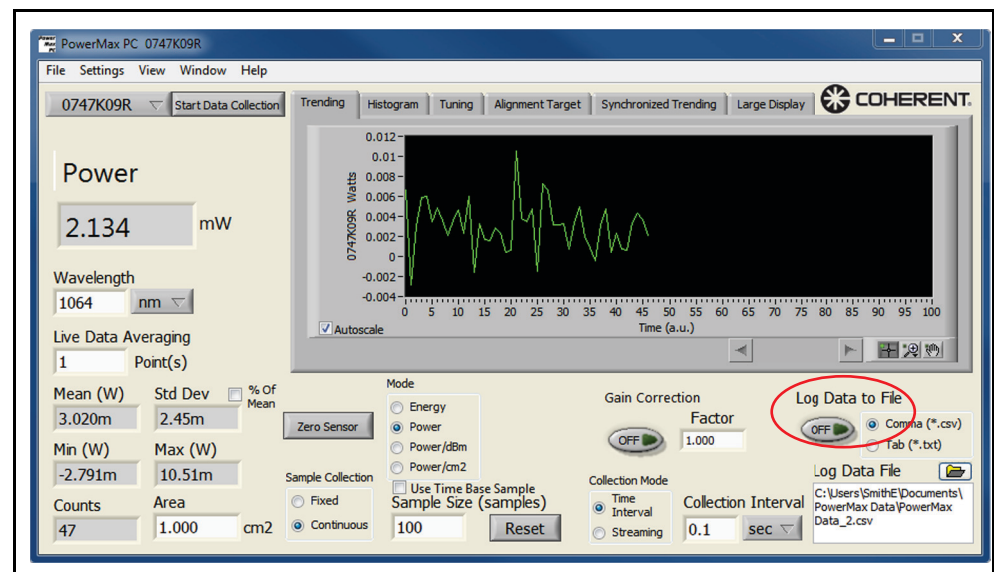 PowerMax PC 0747K09R
File Settings View Window Help
0747K09R Start Data Collection
Trending Histogram Tuning Alignment Target Synchronized Trending Large Display COHERENT.
Power
2.134 mW
Wavelength
1064 nm
Live Data Averaging
1 Point(s)
0747K09R Watts
0.012
0.01
0.008
0.006
0.004
0.002
0
-0.002
-0.004
0 5 10 15 20 25 30 35 40 45 50 55 60 65 70 75 80 85 90 95 100
Autoscale Time (a.u.)
Mean (W) Std Dev % Of Mean
3.020m 2.45m
Min (W) Max (W)
-2.791m 10.51m
Counts Area
47 1.000 cm2
Zero Sensor
Sample Collection
Fixed
Continuous
Mode
Energy
Power
Power/dBm
Power/cm2
Use Time Base Sample
Sample Size (samples)
100 Reset
Gain Correction
Factor
OFF 1.000
Collection Mode
Time Interval
Streaming
Collection Interval
0.1 sec
Log Data to File
OFF
Comma (*.csv)
Tab (*.txt)
Log Data File
C:\Users\SmithE\Documents\
PowerMax Data\PowerMax
Data_2.csv